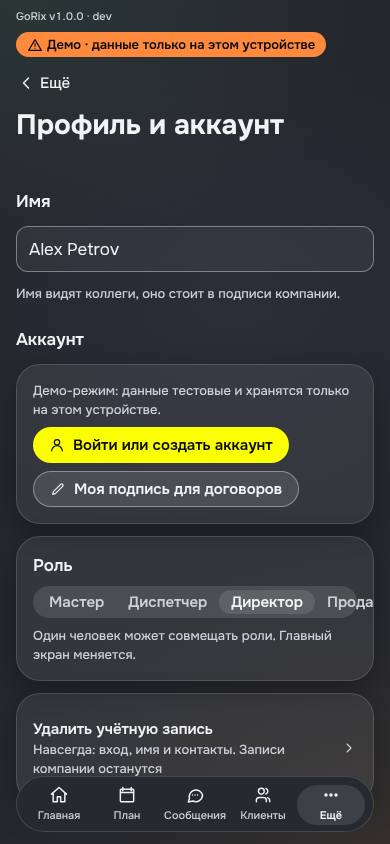 GoRix v1.0.0 · dev
Демо · данные только на этом устройстве
Ещё
Профиль и аккаунт
Имя
Alex Petrov
Имя видят коллеги, оно стоит в подписи компании.
Аккаунт
Демо-режим: данные тестовые и хранятся только
на этом устройстве.
Войти или создать аккаунт
Моя подпись для договоров
Роль
Мастер Диспетчер Директор Прода
Один человек может совмещать роли. Главный
экран меняется.
Удалить учётную запись
Навсегда: вход, имя и контакты. Записи
компании останутся
Главная План Сообщения Клиенты Ещё